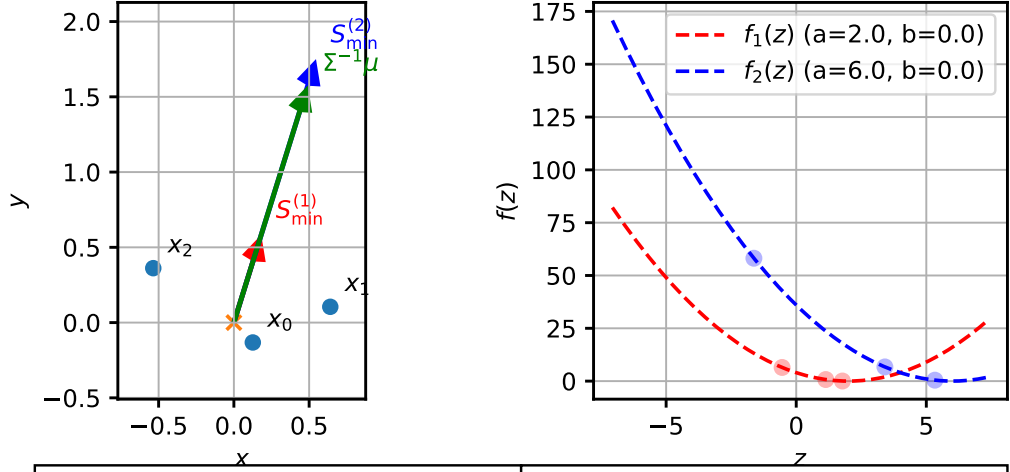 2.0
1.5
1.0
0.5
0.0
−0.5
y
−0.5
0.0
0.5
x
S_min^(2)
Σ^−1 μ
S_min^(1)
x_2
x_1
x_0
175
150
125
100
75
50
25
0
f(z)
−5
0
5
z
f_1(z) (a=2.0, b=0.0)
f_2(z) (a=6.0, b=0.0)